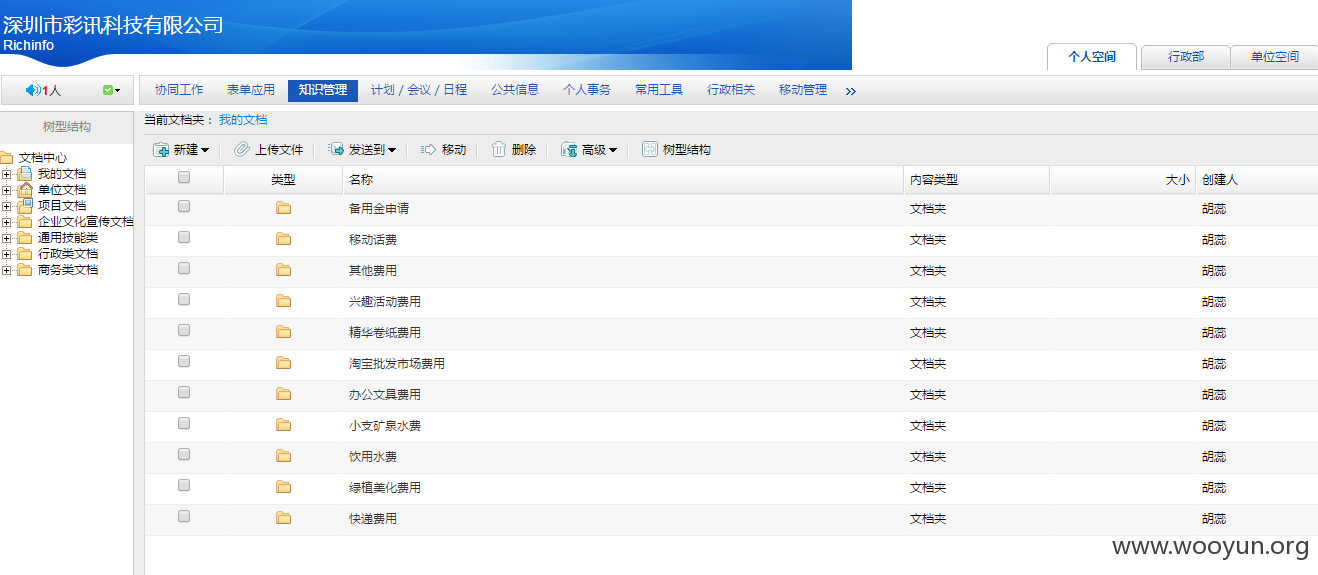 深圳市彩讯科技有限公司
Richinfo
个人空间 行政部 单位空间
1人
协同工作 表单应用 知识管理 计划 / 会议 / 日程 公共信息 个人事务 常用工具 行政相关 移动管理 »
树型结构
当前文档夹： 我的文档
新建 上传文件 发送到 移动 删除 高级 树型结构
文档中心
我的文档
单位文档
项目文档
企业文化宣传文档
通用技能类
行政类文档
商务类文档
类型 名称 内容类型 大小 创建人
备用金申请 文档夹 胡蕊
移动话费 文档夹 胡蕊
其他费用 文档夹 胡蕊
兴趣活动费用 文档夹 胡蕊
精华卷纸费用 文档夹 胡蕊
淘宝批发市场费用 文档夹 胡蕊
办公文具费用 文档夹 胡蕊
小支矿泉水费 文档夹 胡蕊
饮用水费 文档夹 胡蕊
绿植美化费用 文档夹 胡蕊
快递费用 文档夹 胡蕊
www.wooyun.org